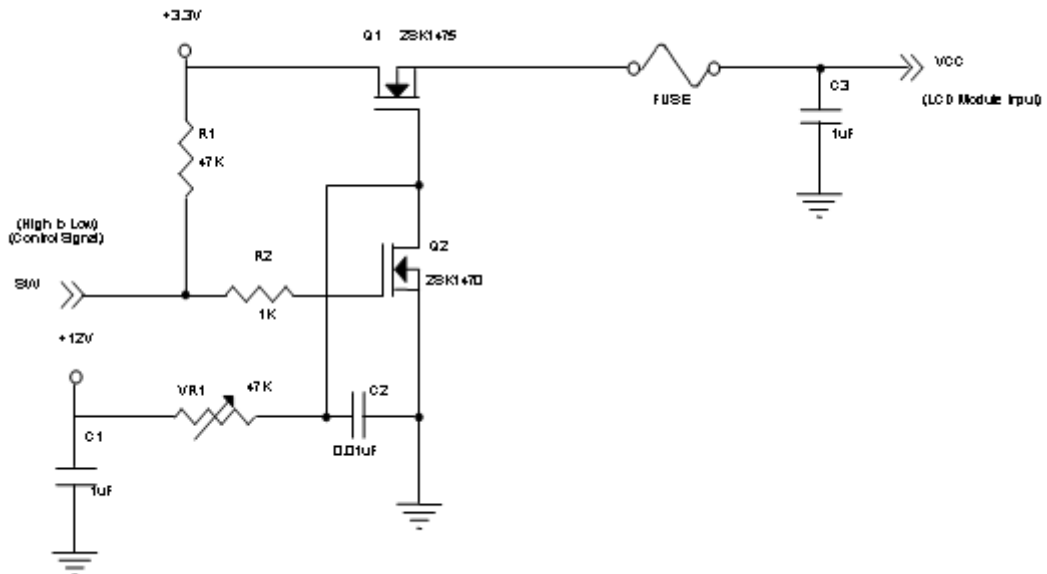 +3.3V
Q1 2SK1475
VCC
FUSE
C3
(LCD Module Input)
R1
1uF
47K
(High to Low)
(Control Signal)
R2
Q2
SW
2SK1470
1K
+12V
VR1
47K
C2
C1
0.01uF
1uF